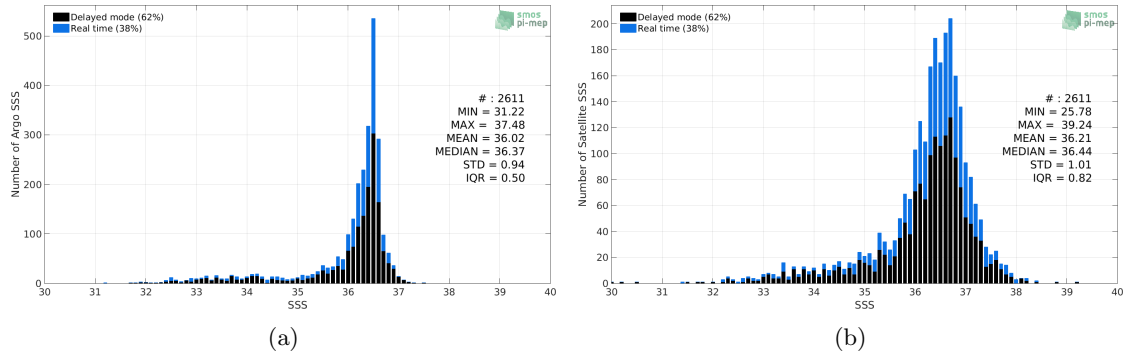 Delayed mode (62%)
Real time (38%)
smos
pi-mep
Number of Argo SSS
500
400
300
200
100
0
# : 2611
MIN = 31.22
MAX = 37.48
MEAN = 36.02
MEDIAN = 36.37
STD = 0.94
IQR = 0.50
30 31 32 33 34 35 36 37 38 39 40
SSS
(a)
Delayed mode (62%)
Real time (38%)
smos
pi-mep
Number of Satellite SSS
200
180
160
140
120
100
80
60
40
20
0
# : 2611
MIN = 25.78
MAX = 39.24
MEAN = 36.21
MEDIAN = 36.44
STD = 1.01
IQR = 0.82
30 31 32 33 34 35 36 37 38 39 40
SSS
(b)